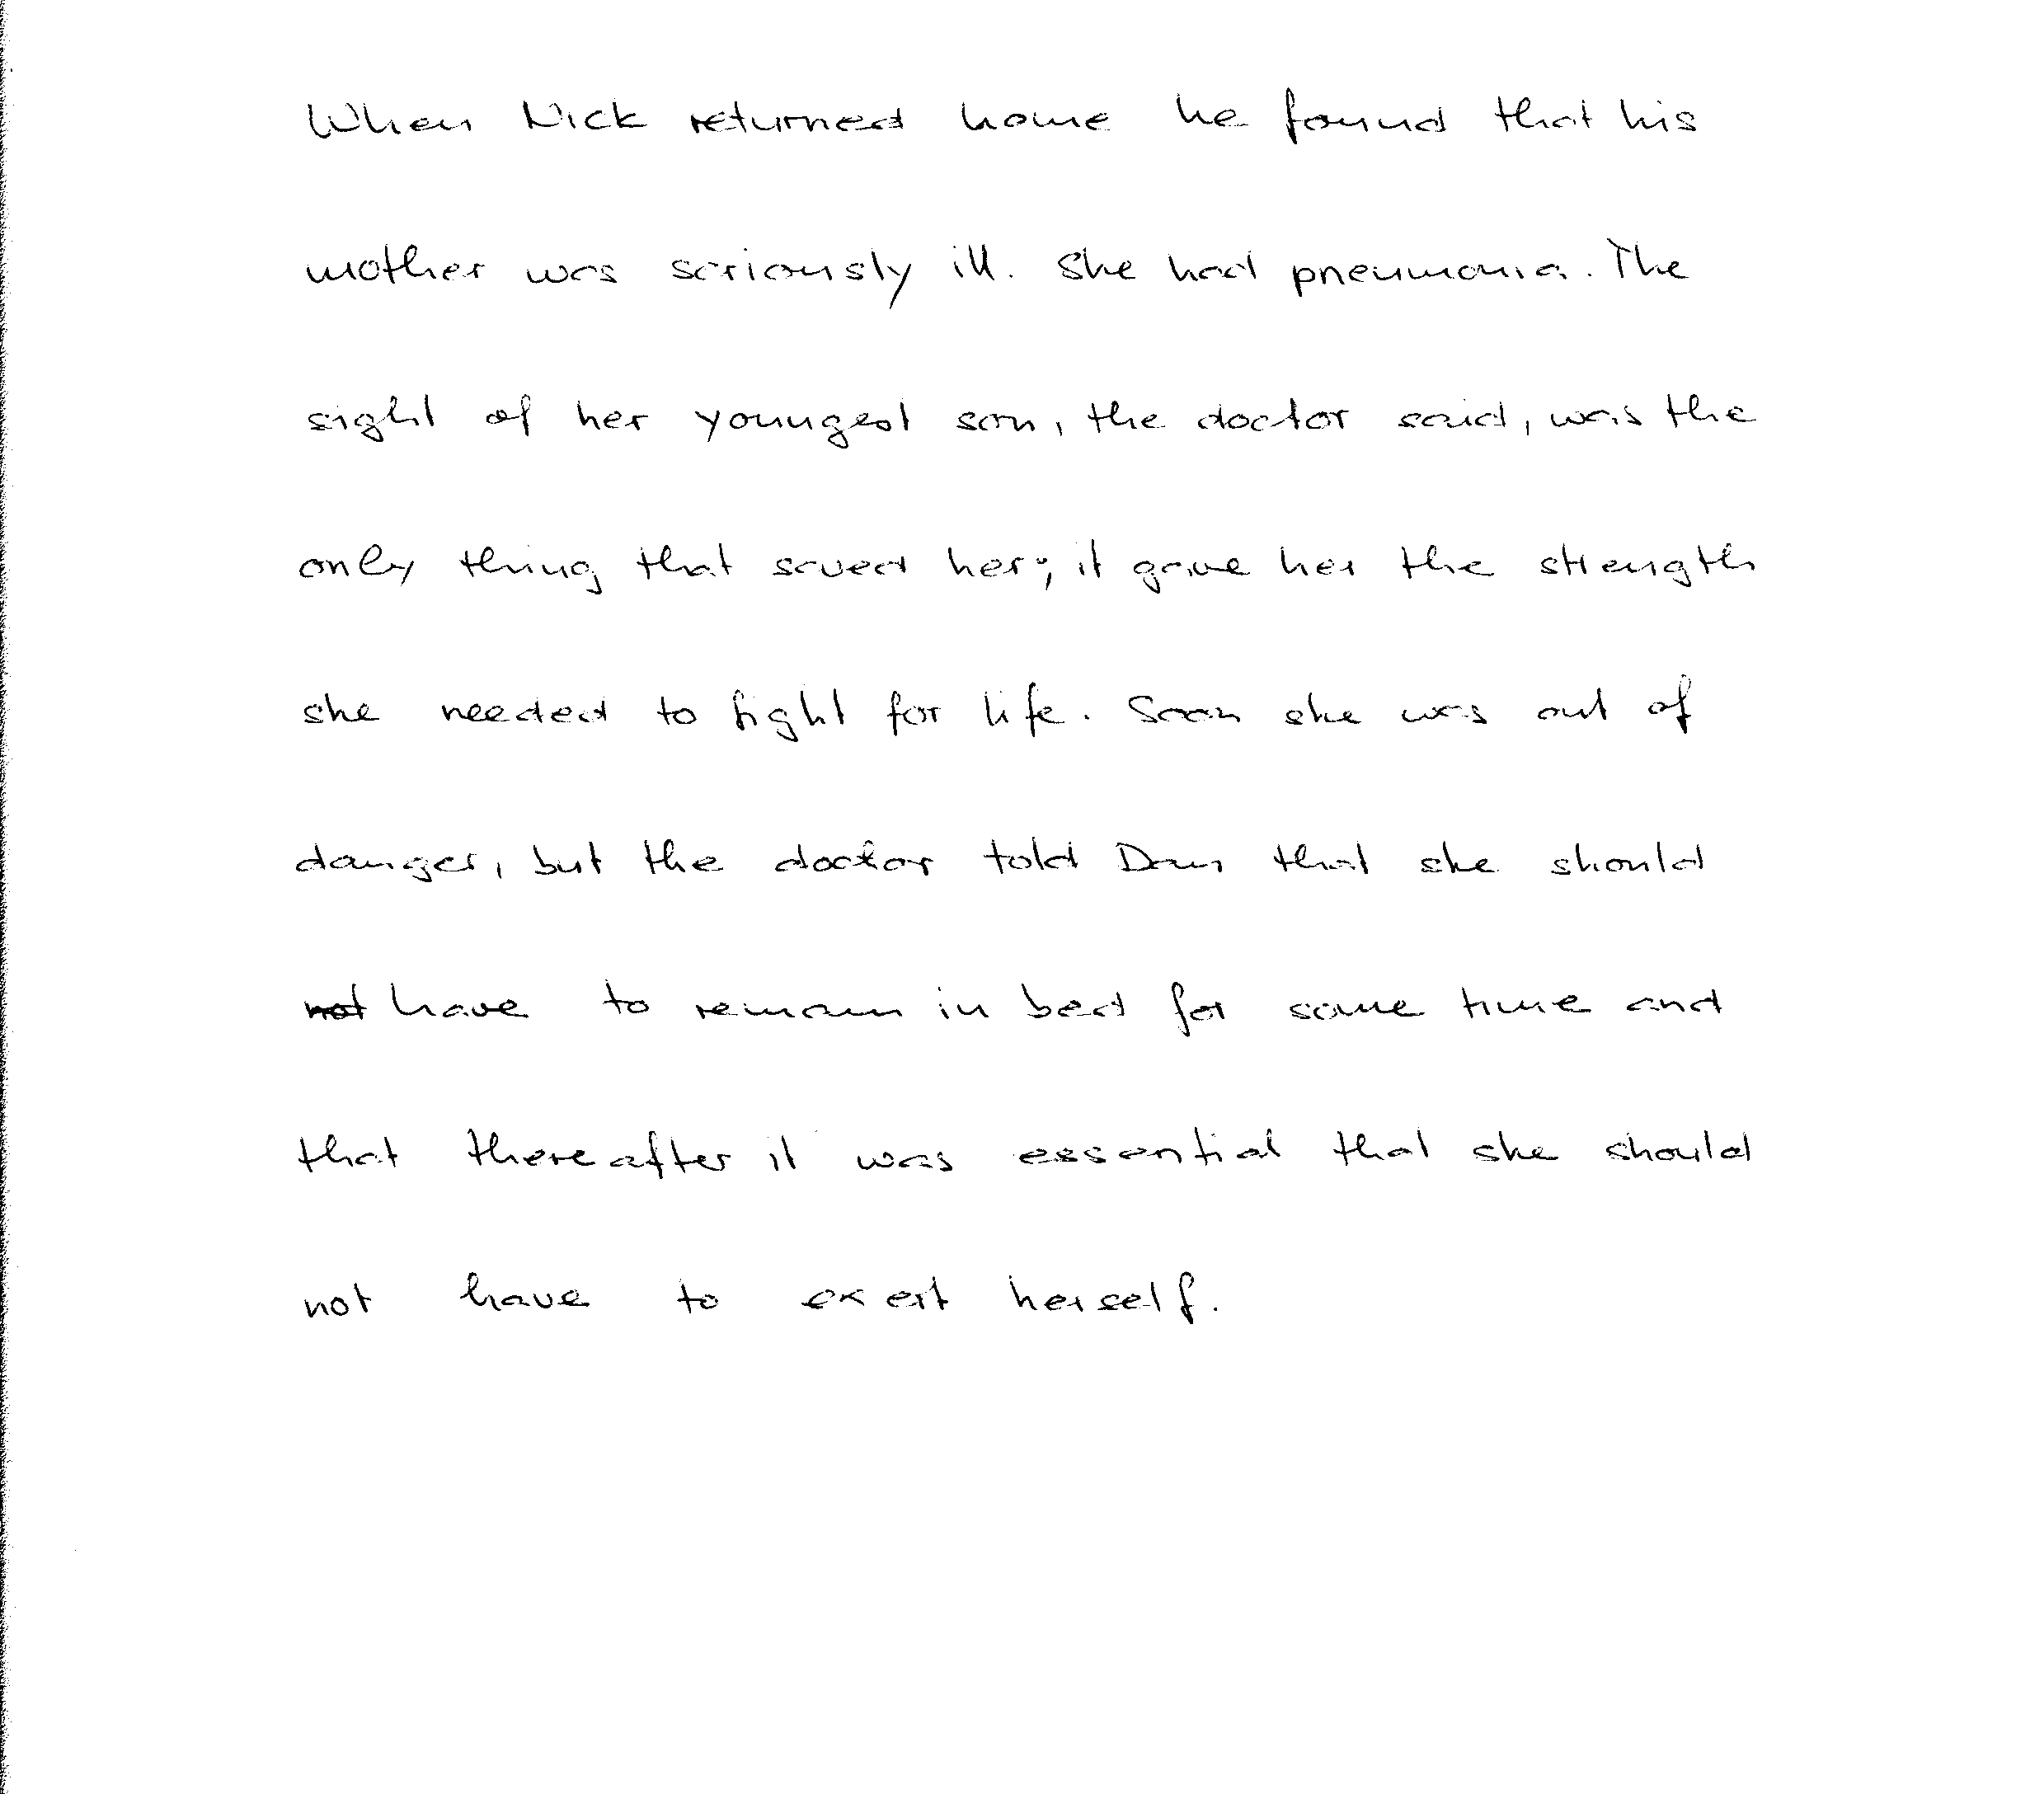 When Nick returned home he found that his
mother was seriously ill. She had pneumonia. The
sight of her youngest son, the doctor said, was the
only thing that saved her; it gave her the strength
she needed to fight for life. Soon she was out of
danger, but the doctor told Dan that she should
not have to remain in bed for some time and
that thereafter it was essential that she should
not have to exert herself.